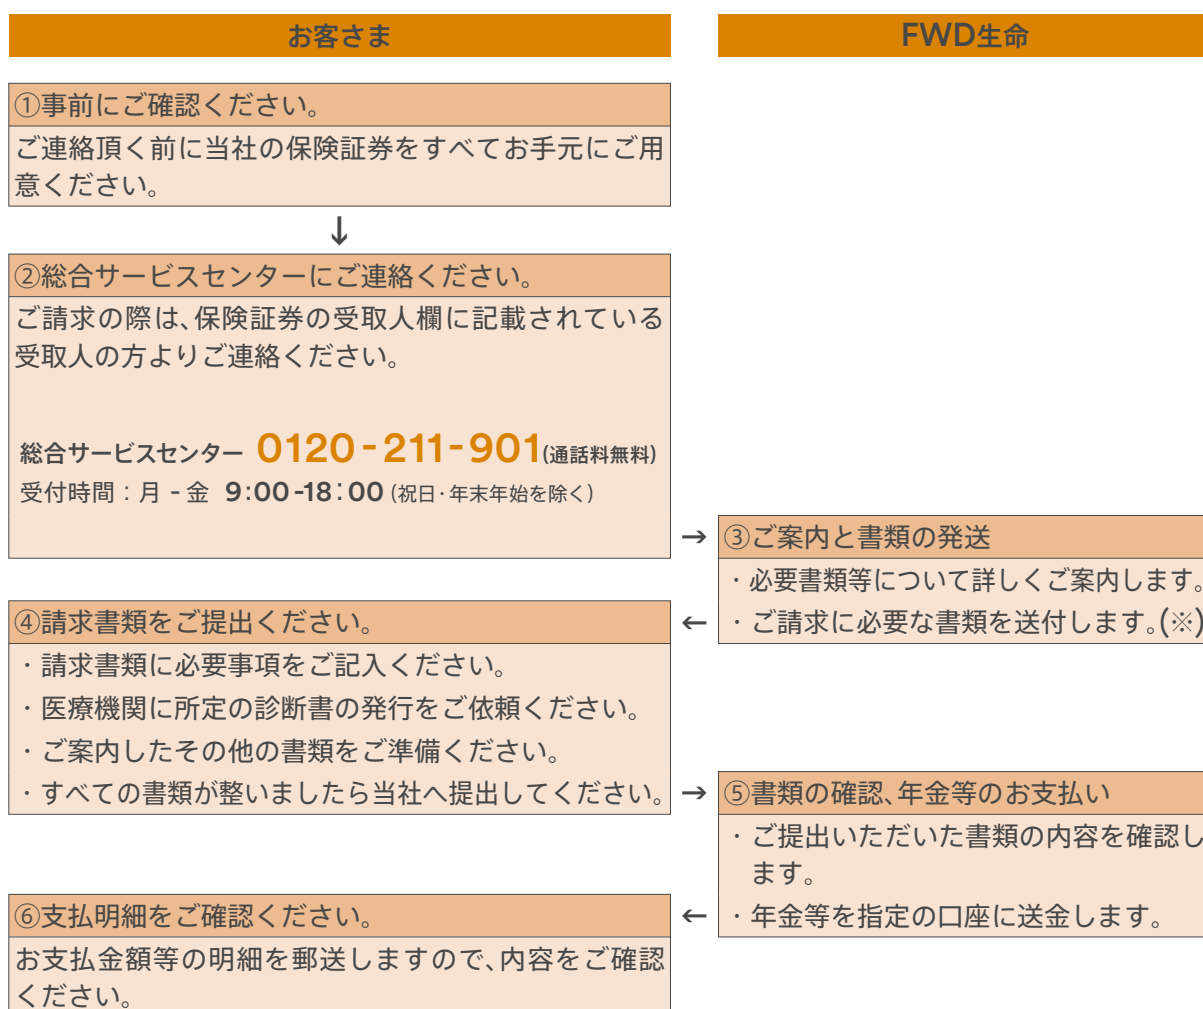 お客さま
FWD生命
①事前にご確認ください。
ご連絡頂く前に当社の保険証券をすべてお手元にご用
意ください。
↓
②総合サービスセンターにご連絡ください。
ご請求の際は、保険証券の受取人欄に記載されている
受取人の方よりご連絡ください。
総合サービスセンター 0120-211-901(通話料無料)
受付時間：月-金 9:00-18:00(祝日・年末年始を除く)
→
③ご案内と書類の発送
・必要書類等について詳しくご案内します。
・ご請求に必要な書類を送付します。(※)
←
④請求書類をご提出ください。
・請求書類に必要事項をご記入ください。
・医療機関に所定の診断書の発行をご依頼ください。
・ご案内したその他の書類をご準備ください。
・すべての書類が整いましたら当社へ提出してください。
→
⑤書類の確認、年金等のお支払い
・ご提出いただいた書類の内容を確認し
ます。
・年金等を指定の口座に送金します。
←
⑥支払明細をご確認ください。
お支払金額等の明細を郵送しますので、内容をご確認
ください。